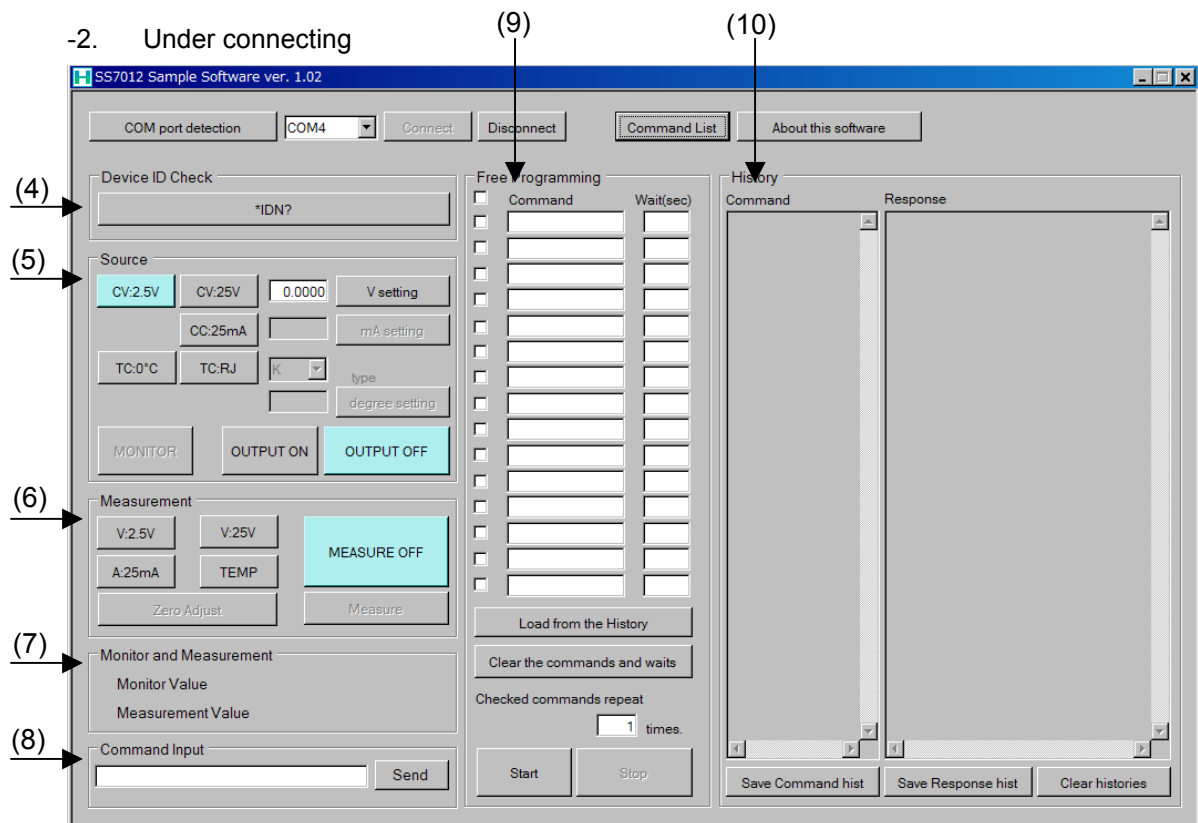 (9)
(10)
-2. Under connecting
SS7012 Sample Software ver. 1.02
COM port detection
COM4
Connect
Disconnect
Command List
About this software
(4)
Device ID Check
*IDN?
(5)
Source
CV:2.5V
CV:25V
0.0000
V setting
CC:25mA
mA setting
TC:0°C
TC:RJ
K
type
degree setting
MONITOR
OUTPUT ON
OUTPUT OFF
(6)
Measurement
V:2.5V
V:25V
MEASURE OFF
A:25mA
TEMP
Zero Adjust
Measure
(7)
Monitor and Measurement
Monitor Value
Measurement Value
(8)
Command Input
Send
Free Programming
Command
Wait(sec)
Load from the History
Clear the commands and waits
Checked commands repeat
1 times.
Start
Stop
History
Command
Response
Save Command hist
Save Response hist
Clear histories